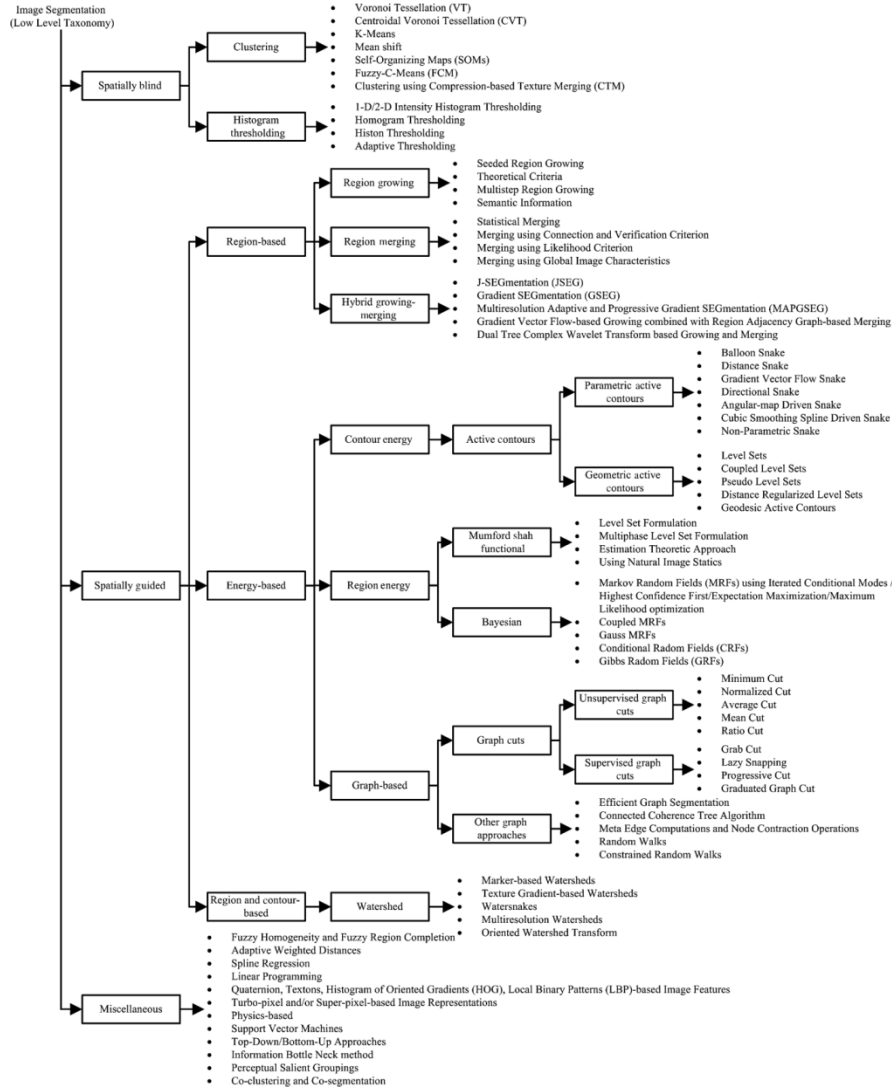 Image Segmentation
(Low Level Taxonomy)
Spatially blind
Clustering
• Voronoi Tessellation (VT)
• Centroidal Voronoi Tessellation (CVT)
• K-Means
• Mean shift
• Self-Organizing Maps (SOMs)
• Fuzzy-C-Means (FCM)
• Clustering using Compression-based Texture Merging (CTM)
Histogram
thresholding
• 1-D/2-D Intensity Histogram Thresholding
• Homogram Thresholding
• Histon Thresholding
• Adaptive Thresholding
Spatially guided
Region-based
Region growing
• Seeded Region Growing
• Theoretical Criteria
• Multistep Region Growing
• Semantic Information
Region merging
• Statistical Merging
• Merging using Connection and Verification Criterion
• Merging using Likelihood Criterion
• Merging using Global Image Characteristics
Hybrid growing-
merging
• J-SEGmentation (JSEG)
• Gradient SEGmentation (GSEG)
• Multiresolution Adaptive and Progressive Gradient SEGmentation (MAPGSEG)
• Gradient Vector Flow-based Growing combined with Region Adjacency Graph-based Merging
• Dual Tree Complex Wavelet Transform based Growing and Merging
Energy-based
Contour energy
Active contours
Parametric active
contours
• Balloon Snake
• Distance Snake
• Gradient Vector Flow Snake
• Directional Snake
• Angular-map Driven Snake
• Cubic Smoothing Spline Driven Snake
• Non-Parametric Snake
Geometric active
contours
• Level Sets
• Coupled Level Sets
• Pseudo Level Sets
• Distance Regularized Level Sets
• Geodesic Active Contours
Region energy
Mumford shah
functional
• Level Set Formulation
• Multiphase Level Set Formulation
• Estimation Theoretic Approach
• Using Natural Image Statics
Bayesian
• Markov Random Fields (MRFs) using Iterated Conditional Modes /
Highest Confidence First/Expectation Maximization/Maximum
Likelihood optimization
• Coupled MRFs
• Gauss MRFs
• Conditional Radom Fields (CRFs)
• Gibbs Radom Fields (GRFs)
Graph-based
Graph cuts
Unsupervised graph
cuts
• Minimum Cut
• Normalized Cut
• Average Cut
• Mean Cut
• Ratio Cut
Supervised graph
cuts
• Grab Cut
• Lazy Snapping
• Progressive Cut
• Graduated Graph Cut
Other graph
approaches
• Efficient Graph Segmentation
• Connected Coherence Tree Algorithm
• Meta Edge Computations and Node Contraction Operations
• Random Walks
• Constrained Random Walks
Region and contour-
based
Watershed
• Marker-based Watersheds
• Texture Gradient-based Watersheds
• Watersnakes
• Multiresolution Watersheds
• Oriented Watershed Transform
Miscellaneous
• Fuzzy Homogeneity and Fuzzy Region Completion
• Adaptive Weighted Distances
• Spline Regression
• Linear Programming
• Quaternion, Textons, Histogram of Oriented Gradients (HOG), Local Binary Patterns (LBP)-based Image Features
• Turbo-pixel and/or Super-pixel-based Image Representations
• Physics-based
• Support Vector Machines
• Top-Down/Bottom-Up Approaches
• Information Bottle Neck method
• Perceptual Salient Groupings
• Co-clustering and Co-segmentation